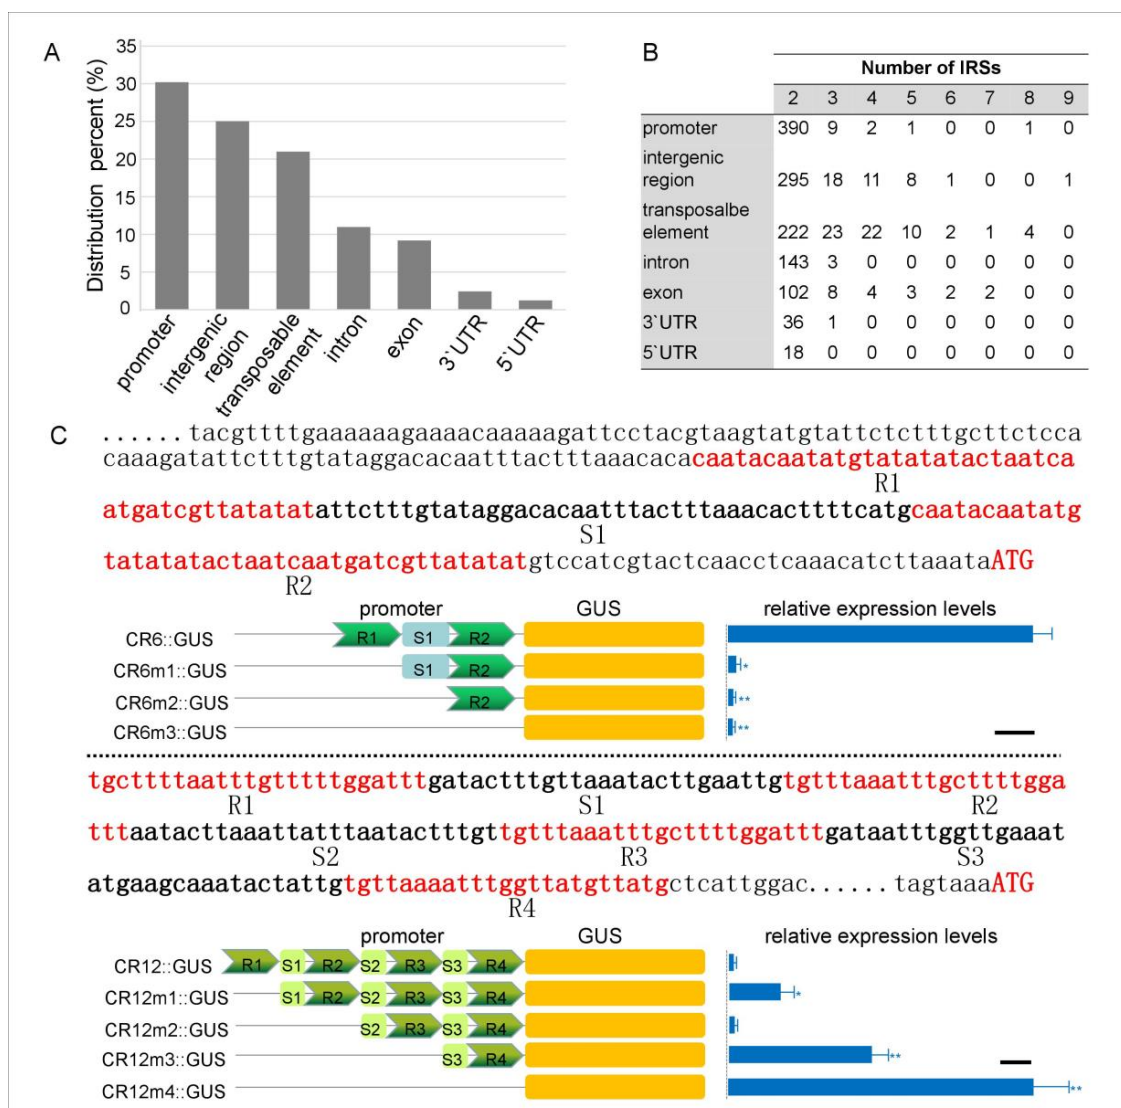 A
35
30
25
20
15
10
5
0
Distribution percent (%)
promoter
intergenic region
transposable element
intron
exon
3`UTR
5`UTR
B
Number of IRSs
2 3 4 5 6 7 8 9
promoter 390 9 2 1 0 0 1 0
intergenic
region 295 18 11 8 1 0 0 1
transposalbe
element 222 23 22 10 2 1 4 0
intron 143 3 0 0 0 0 0 0
exon 102 8 4 3 2 2 0 0
3`UTR 36 1 0 0 0 0 0 0
5`UTR 18 0 0 0 0 0 0 0
C
......tacgttttgaaaaaagaaaacaaaaagattcctacgtaagtatgtattctctttgcttctcca
caaagatattctttgtataggacacaatttactttaaacacacaatacaatatgtatatatatactaatca
R1
atgatcgttatatatattctttgtataggacacaatttactttaaacacttttcatgcaatacaatatg
S1
tatatatactaatcaatgatcgttatatatgtccatcgtactcaacctcaaacatcttaaataATG
R2
promoter GUS relative expression levels
CR6::GUS R1 S1 R2
CR6m1::GUS S1 R2 *
CR6m2::GUS R2 **
CR6m3::GUS **
tgcttttaatttgtttttggatttgatactttgttaaatacttgaattgtgtttaaatttgcttttgga
R1 S1 R2
tttaatacttaaattatttaatactttgttgtttaaatttgcttttggatttgataatttggttgaaat
S2 R3 S3
atgaagcaaatactattgtgttaaaatttggttatgttatgctcattggac......tagtaaaATG
R4
promoter GUS relative expression levels
CR12::GUS R1 S1 R2 S2 R3 S3 R4
CR12m1::GUS S1 R2 S2 R3 S3 R4 *
CR12m2::GUS S2 R3 S3 R4
CR12m3::GUS S3 R4 **
CR12m4::GUS **